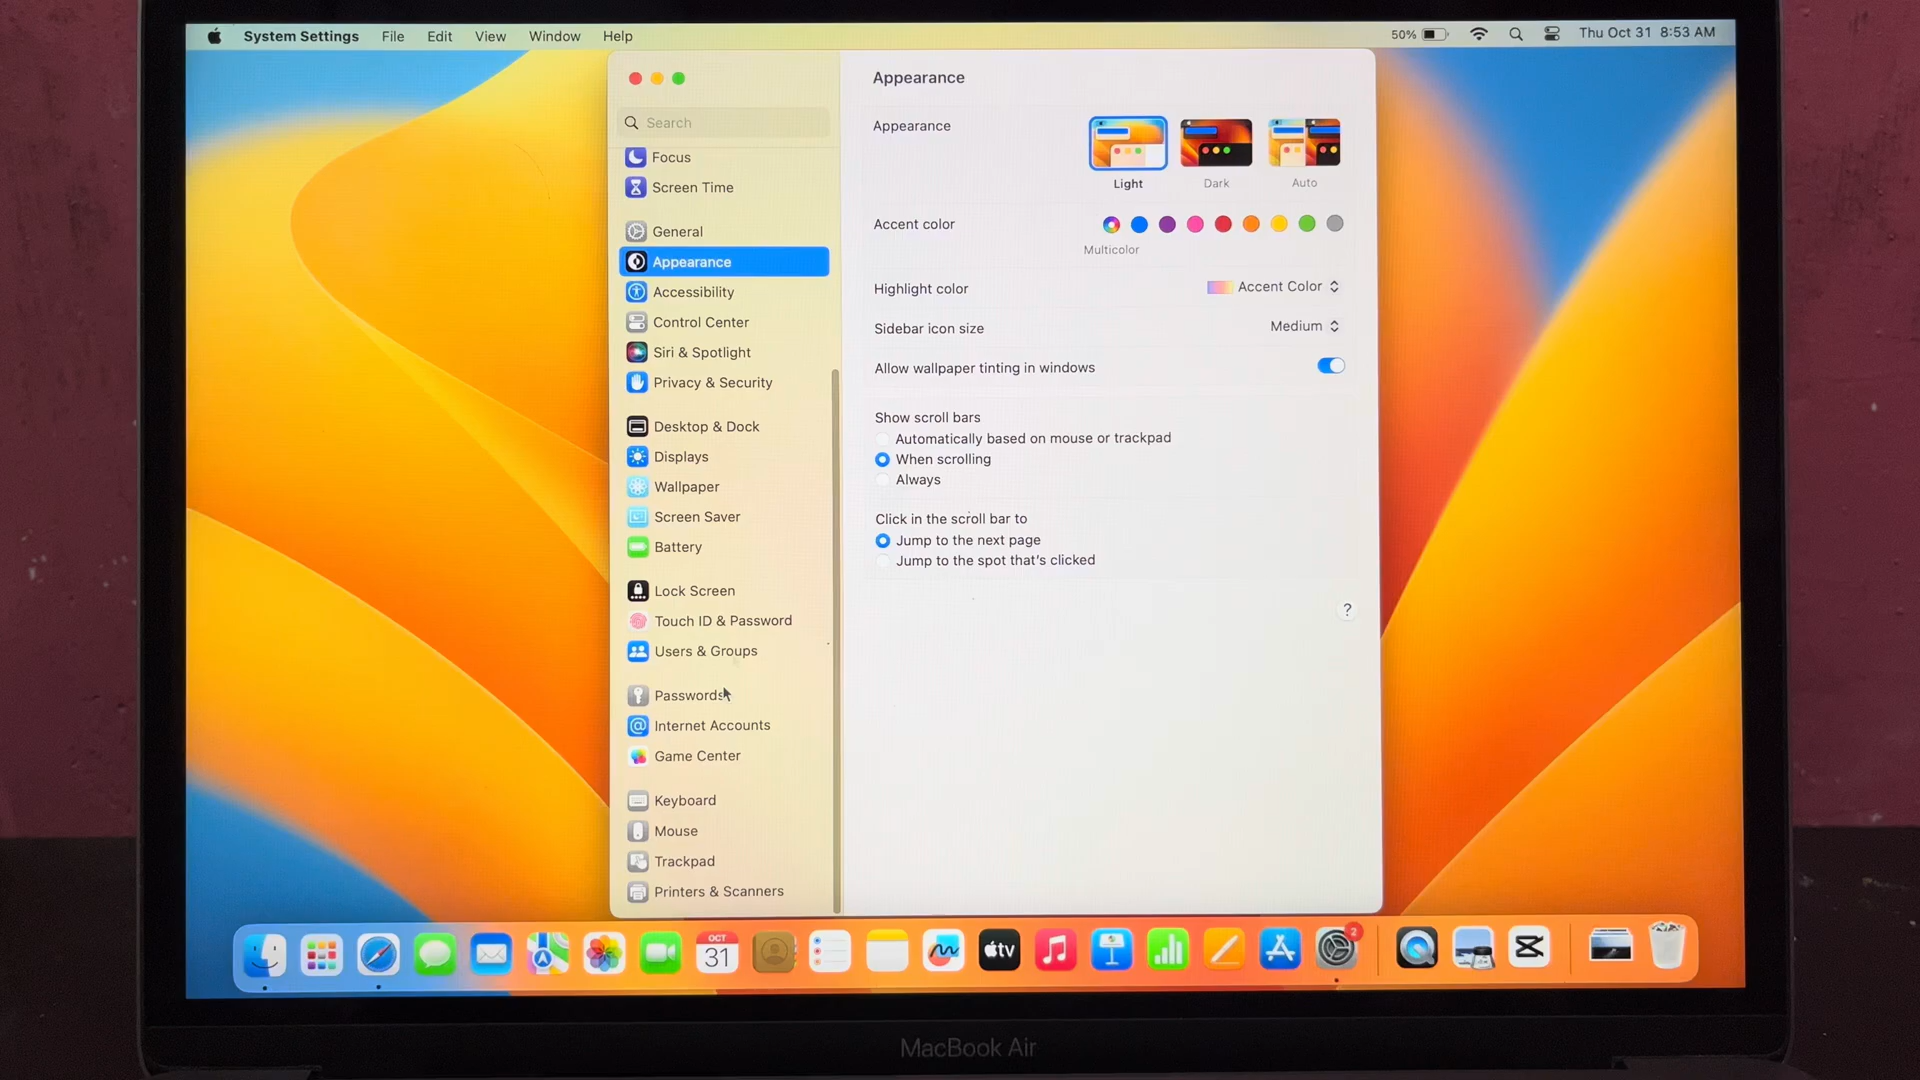 System Settings File Edit View Window Help 50% Thu Oct 31 8:53 AM
Appearance
Search
Focus
Screen Time
General
Appearance
Accessibility
Control Center
Siri & Spotlight
Privacy & Security
Desktop & Dock
Displays
Wallpaper
Screen Saver
Battery
Lock Screen
Touch ID & Password
Users & Groups
Passwords
Internet Accounts
Game Center
Keyboard
Mouse
Trackpad
Printers & Scanners
Appearance
Light Dark Auto
Accent color
Multicolor
Highlight color Accent Color
Sidebar icon size Medium
Allow wallpaper tinting in windows
Show scroll bars
Automatically based on mouse or trackpad
When scrolling
Always
Click in the scroll bar to
Jump to the next page
Jump to the spot that's clicked
?
OCT
31
tv
2
MacBook Air